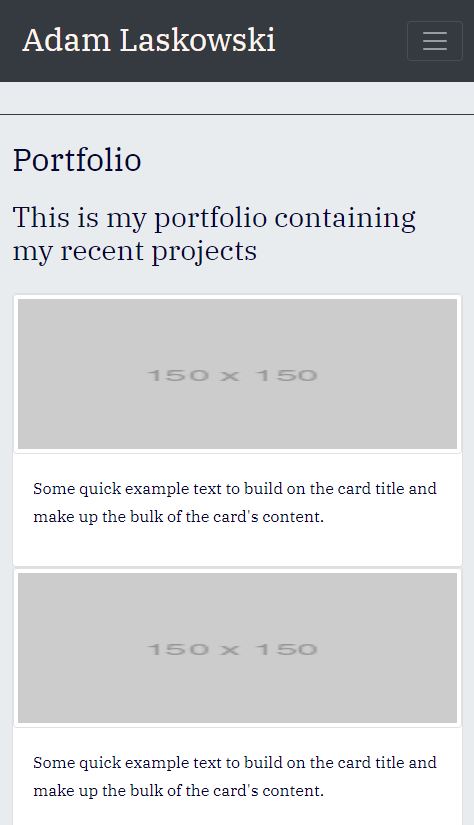 Adam Laskowski
Portfolio
This is my portfolio containing
my recent projects
150 x 150
Some quick example text to build on the card title and
make up the bulk of the card's content.
150 x 150
Some quick example text to build on the card title and
make up the bulk of the card's content.